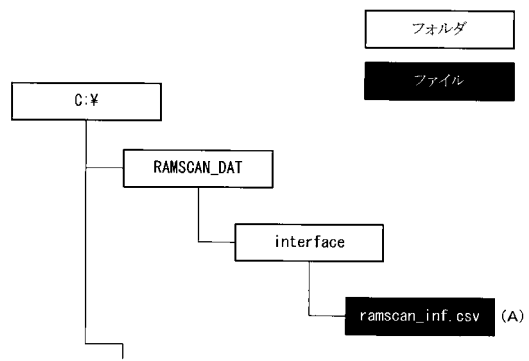 フォルダ
ファイル
C:¥
RAMSCAN_DAT
interface
ramscan_inf.csv (A)